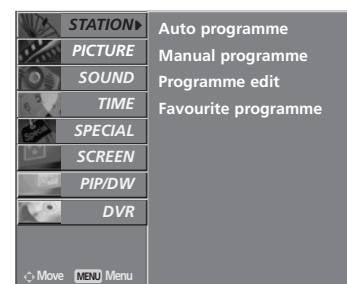 STATION
PICTURE
SOUND
TIME
SPECIAL
SCREEN
PIP/DW
DVR
Move MENU Menu
Auto programme
Manual programme
Programme edit
Favourite programme